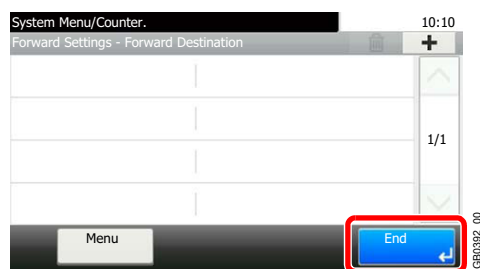 System Menu/Counter.
10:10
Forward Settings - Forward Destination
1/1
Menu
End
GB0392_00